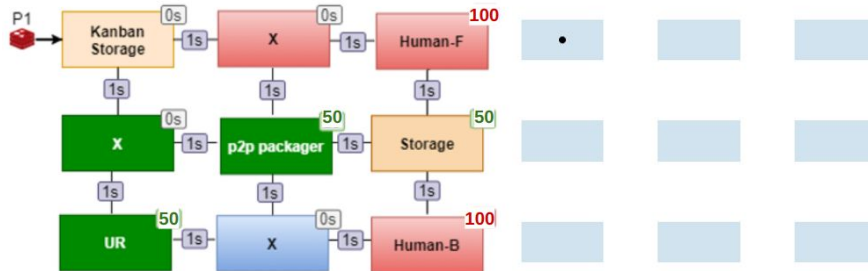 P1
Kanban
Storage
0s
1s
X
0s
1s
Human-F
100
1s
1s
1s
X
0s
1s
p2p packager
50
1s
Storage
50
1s
1s
1s
UR
50
1s
X
0s
1s
Human-B
100